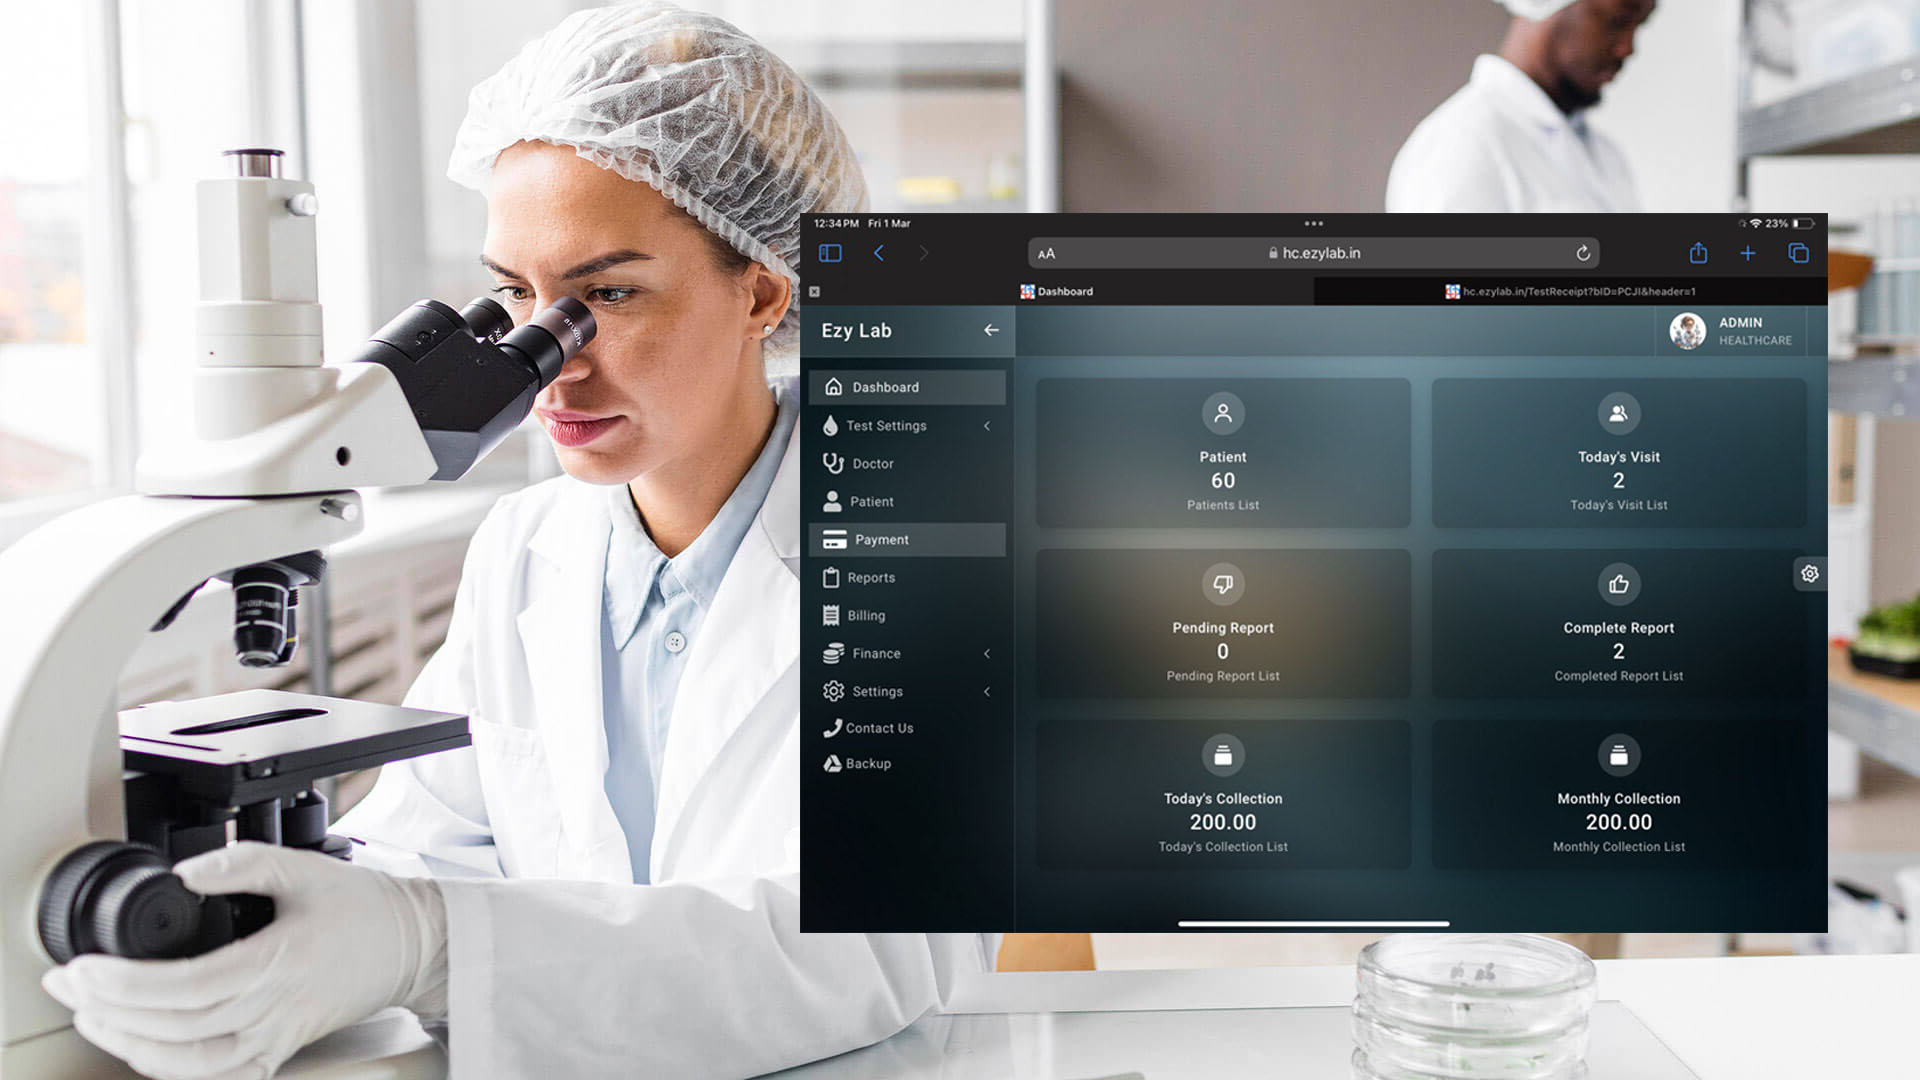 12:34 PM Fri 1 Mar
23%
AA
hc.ezylab.in
Dashboard
hc.ezylab.in/TestReceipt?bID=PCJI&header=1
Ezy Lab
ADMIN
HEALTHCARE
Dashboard
Test Settings
Doctor
Patient
Payment
Reports
Billing
Finance
Settings
Contact Us
Backup
Patient
60
Patients List
Today's Visit
2
Today's Visit List
Pending Report
0
Pending Report List
Complete Report
2
Completed Report List
Today's Collection
200.00
Today's Collection List
Monthly Collection
200.00
Monthly Collection List